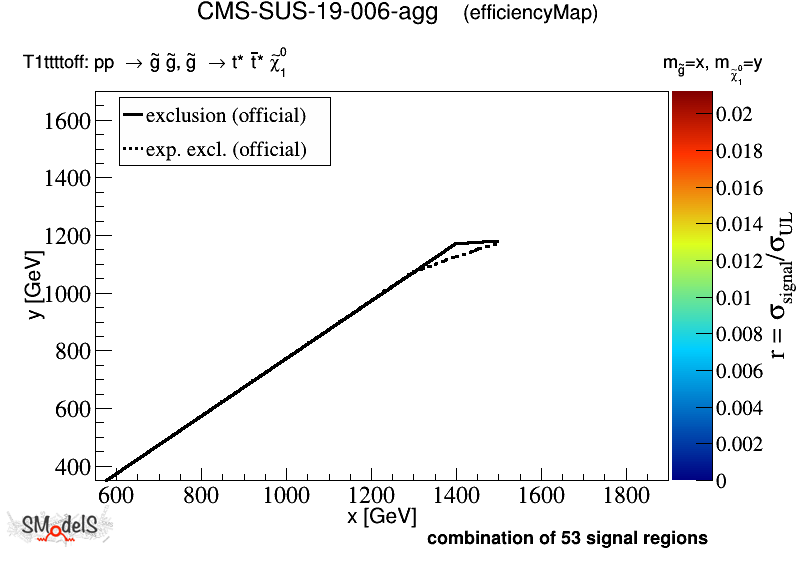 CMS-SUS-19-006-agg (efficiencyMap)
T1ttttoff: pp → g̃ g̃, g̃ → t* t̄* χ̃₁⁰ m_g̃=x, m_χ̃₁⁰=y
exclusion (official)
exp. excl. (official)
1600
1400
1200
1000
800
600
400
y [GeV]
600 800 1000 1200 1400 1600 1800
x [GeV]
0.02
0.018
0.016
0.014
0.012
0.01
0.008
0.006
0.004
0.002
0
r = σ_signal/σ_UL
SModelS
combination of 53 signal regions